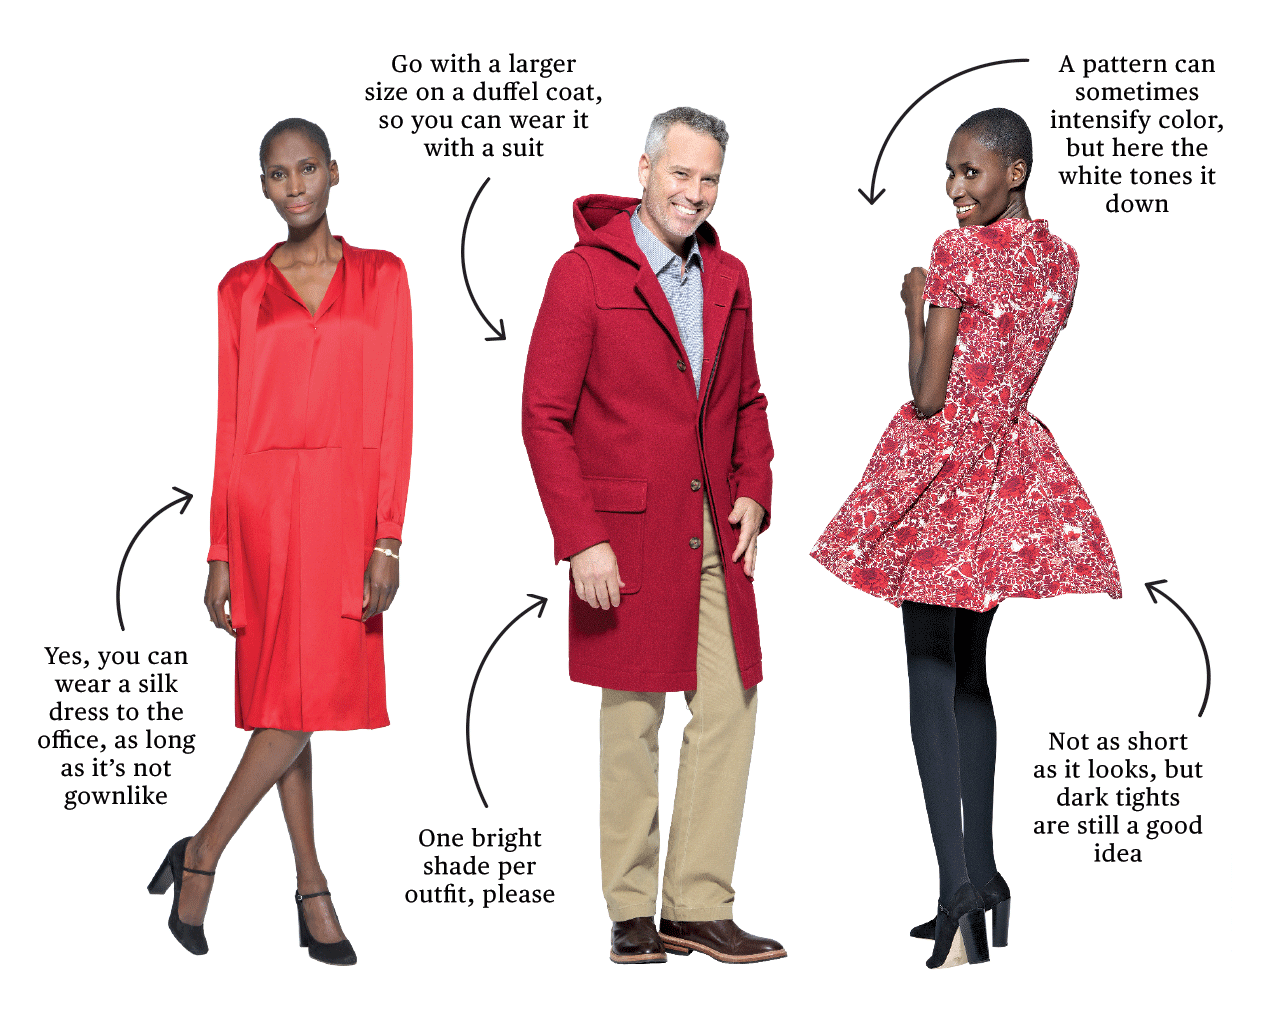 Go with a larger
size on a duffel coat,
so you can wear it
with a suit
A pattern can
sometimes
intensify color,
but here the
white tones it
down
Yes, you can
wear a silk
dress to the
office, as long
as it’s not
gownlike
One bright
shade per
outfit, please
Not as short
as it looks, but
dark tights
are still a good
idea